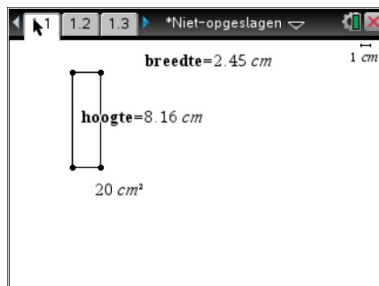 1.1 1.2 1.3 *Niet-opgeslagen
breedte=2.45 cm
1 cm
hoogte=8.16 cm
20 cm²